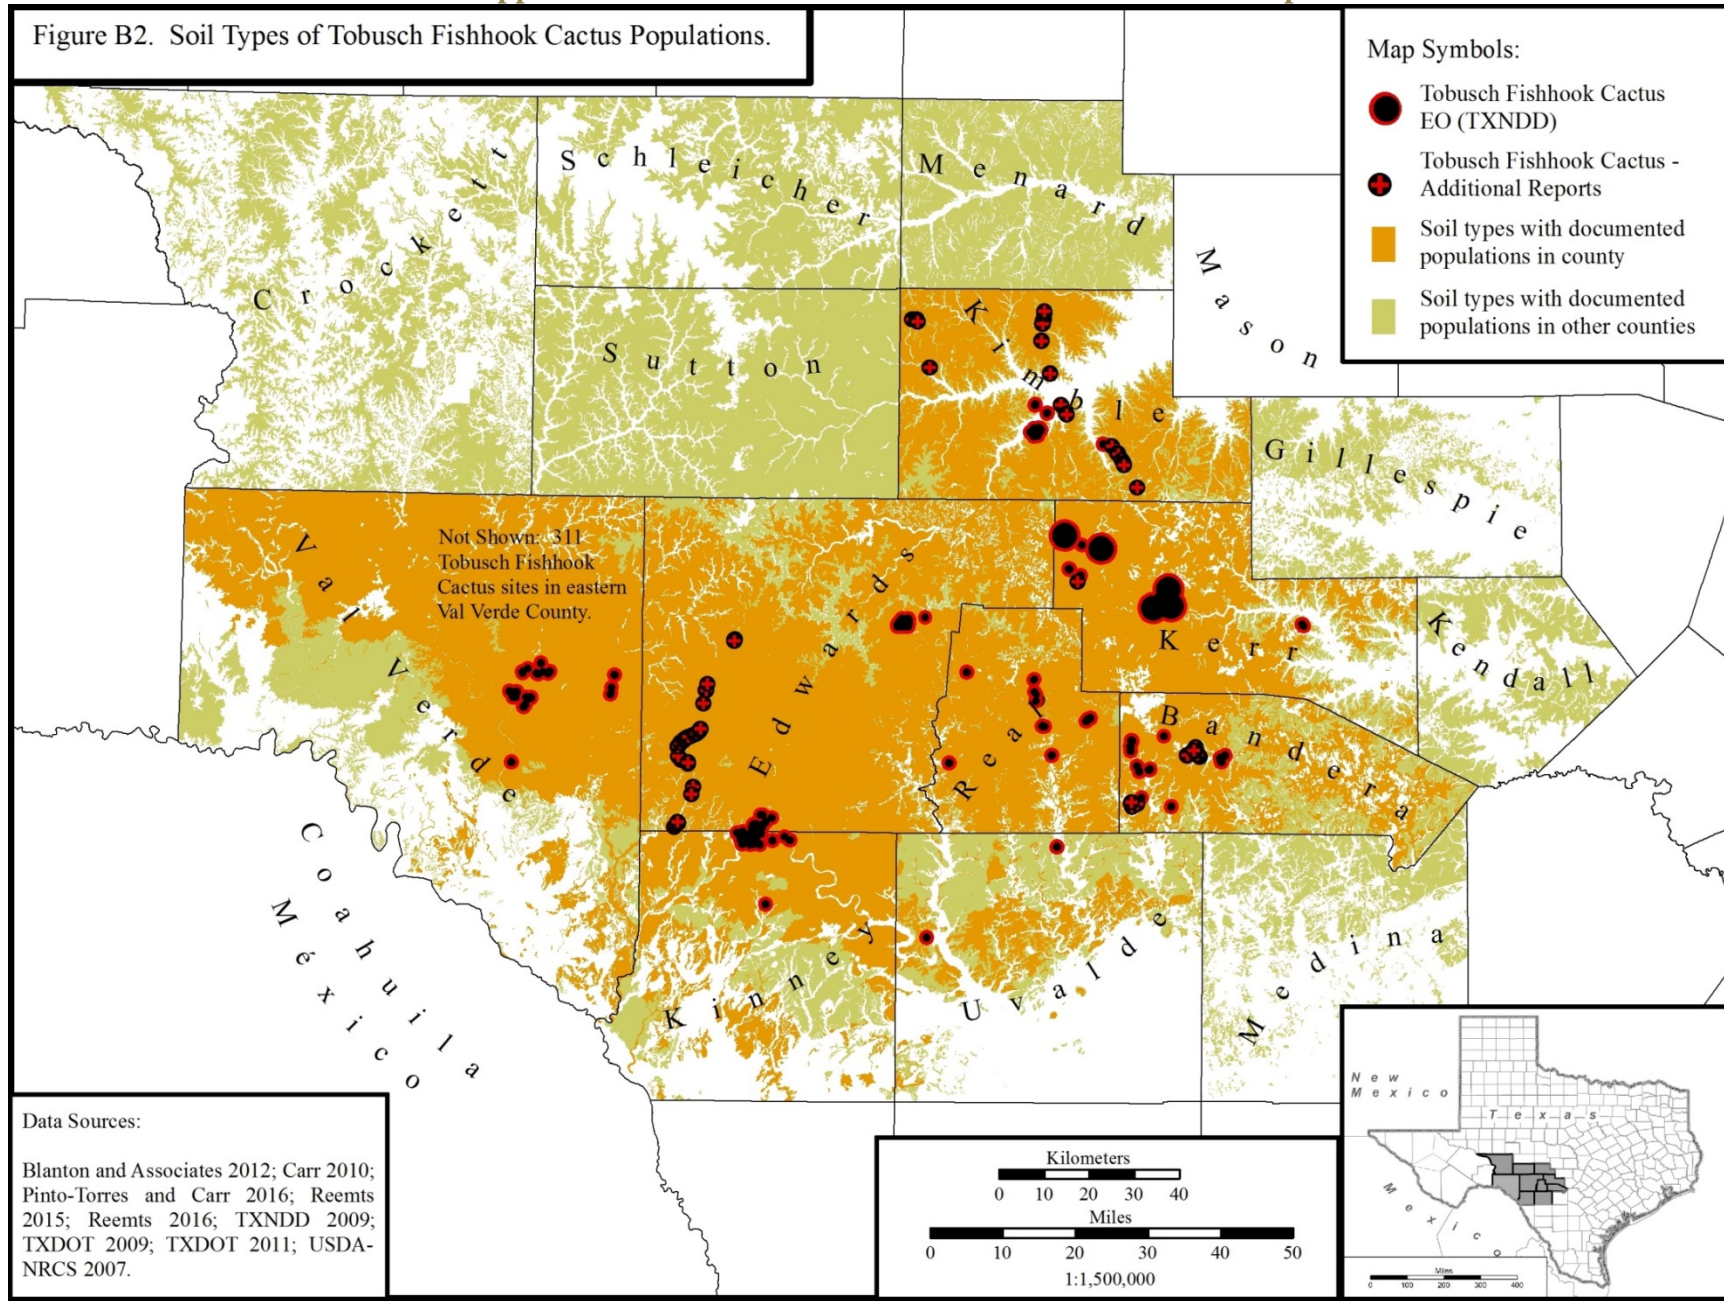 Figure B2.  Soil Types of Tobusch Fishhook Cactus Populations.
Map Symbols:
Tobusch Fishhook Cactus
EO (TXNDD)
Tobusch Fishhook Cactus -
Additional Reports
Soil types with documented
populations in county
Soil types with documented
populations in other counties
Crockett
Schleicher
Menard
Mason
Sutton
Kimble
Gillespie
Not Shown:  311
Tobusch Fishhook
Cactus sites in eastern
Val Verde County.
Val Verde
Edwards
Kerr
Kendall
Real
Bandera
Kinney
Uvalde
Medina
Coahuila
México
Data Sources:
Blanton and Associates 2012; Carr 2010;
Pinto-Torres and Carr 2016; Reemts
2015; Reemts 2016; TXNDD 2009;
TXDOT 2009; TXDOT 2011; USDA-
NRCS 2007.
Kilometers
0 10 20 30 40
Miles
0 10 20 30 40 50
1:1,500,000
New
Mexico
Texas
Mexico
Miles
0 100 200 300 400